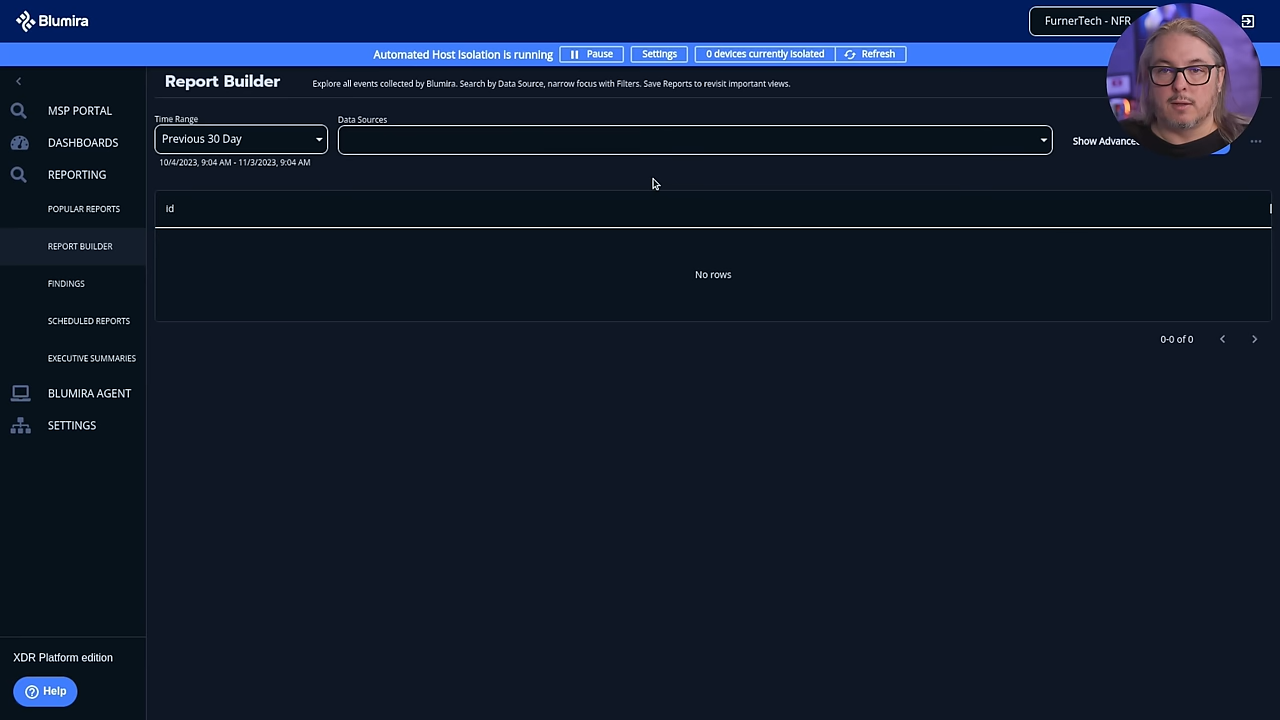 Blumira
FurnerTech - NFR
Automated Host Isolation is running
Pause
Settings
0 devices currently isolated
Refresh
Report Builder
Explore all events collected by Blumira. Search by Data Source, narrow focus with Filters. Save Reports to revisit important views.
MSP PORTAL
DASHBOARDS
REPORTING
POPULAR REPORTS
REPORT BUILDER
FINDINGS
SCHEDULED REPORTS
EXECUTIVE SUMMARIES
BLUMIRA AGENT
SETTINGS
Time Range
Previous 30 Day
10/4/2023, 9:04 AM - 11/3/2023, 9:04 AM
Data Sources
Show Advance
id
No rows
0-0 of 0
XDR Platform edition
Help